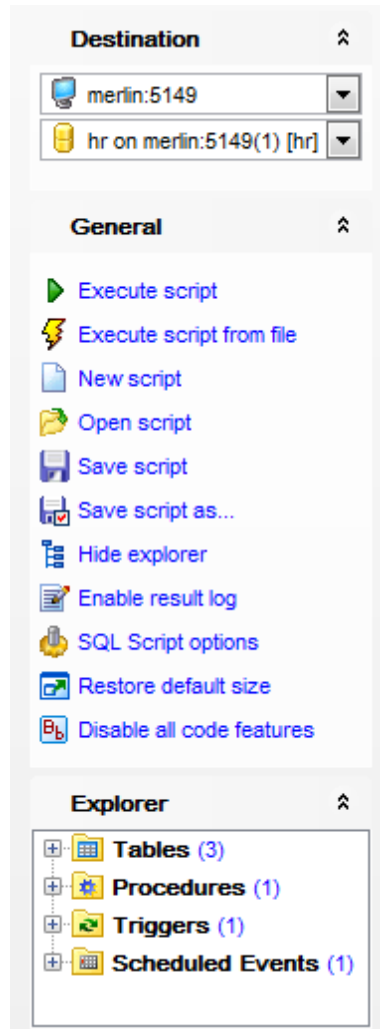 Destination
merlin:5149
hr on merlin:5149(1) [hr]
General
Execute script
Execute script from file
New script
Open script
Save script
Save script as...
Hide explorer
Enable result log
SQL Script options
Restore default size
Disable all code features
Explorer
Tables (3)
Procedures (1)
Triggers (1)
Scheduled Events (1)